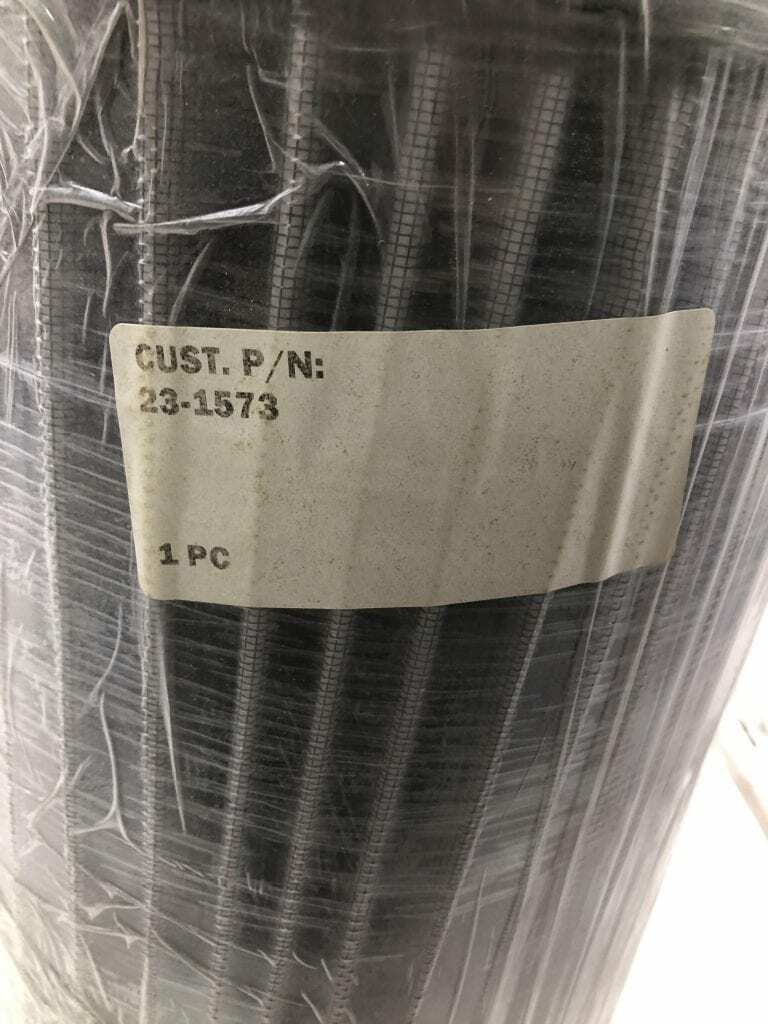 CUST. P/N:
23-1573
1 PC